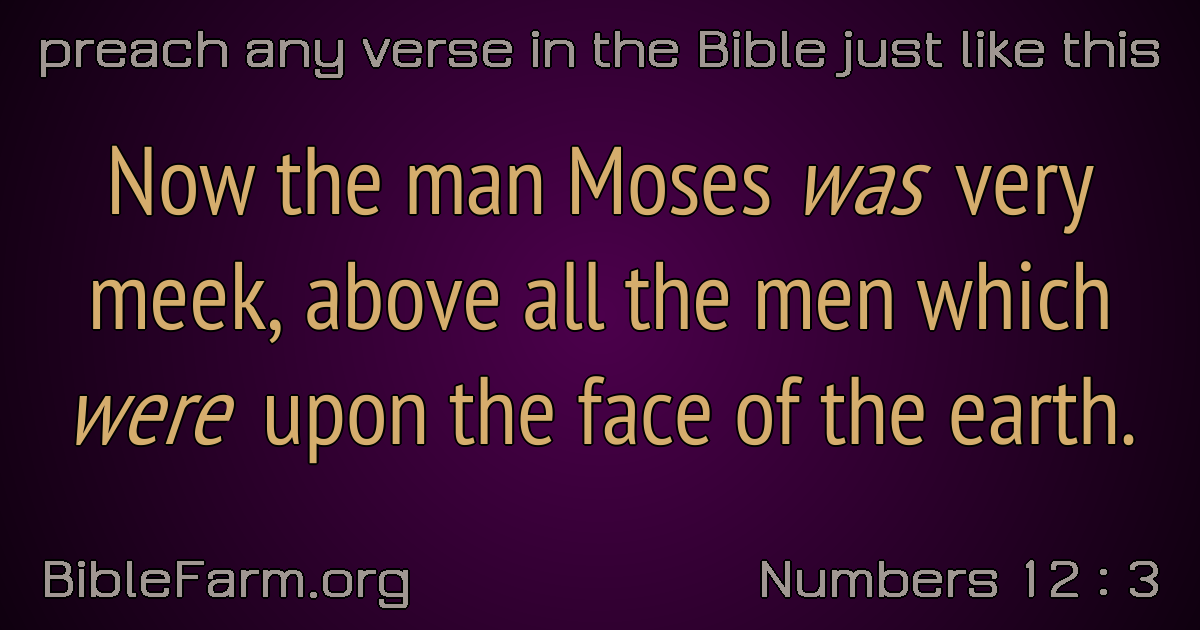 preach any verse in the Bible just like this
Now the man Moses was very
meek, above all the men which
were upon the face of the earth.
BibleFarm.org
Numbers 12 : 3